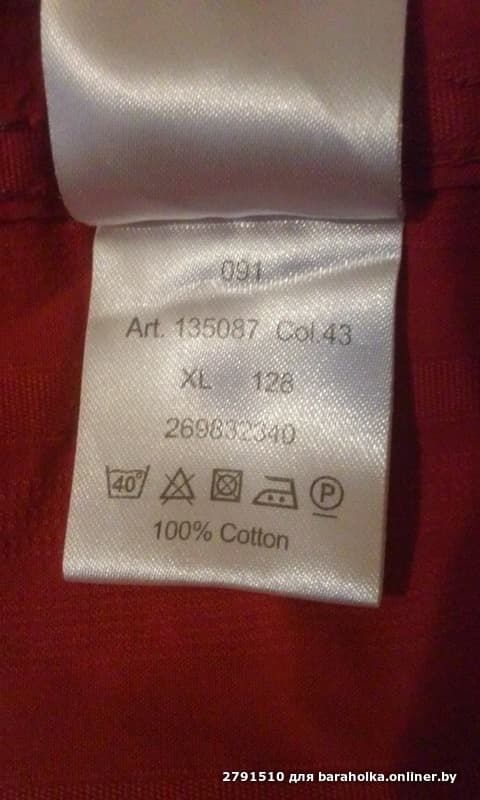 091
Art. 135087 Col.43
XL 128
269832340
40°
P
100% Cotton
2791510 для baraholka.onliner.by